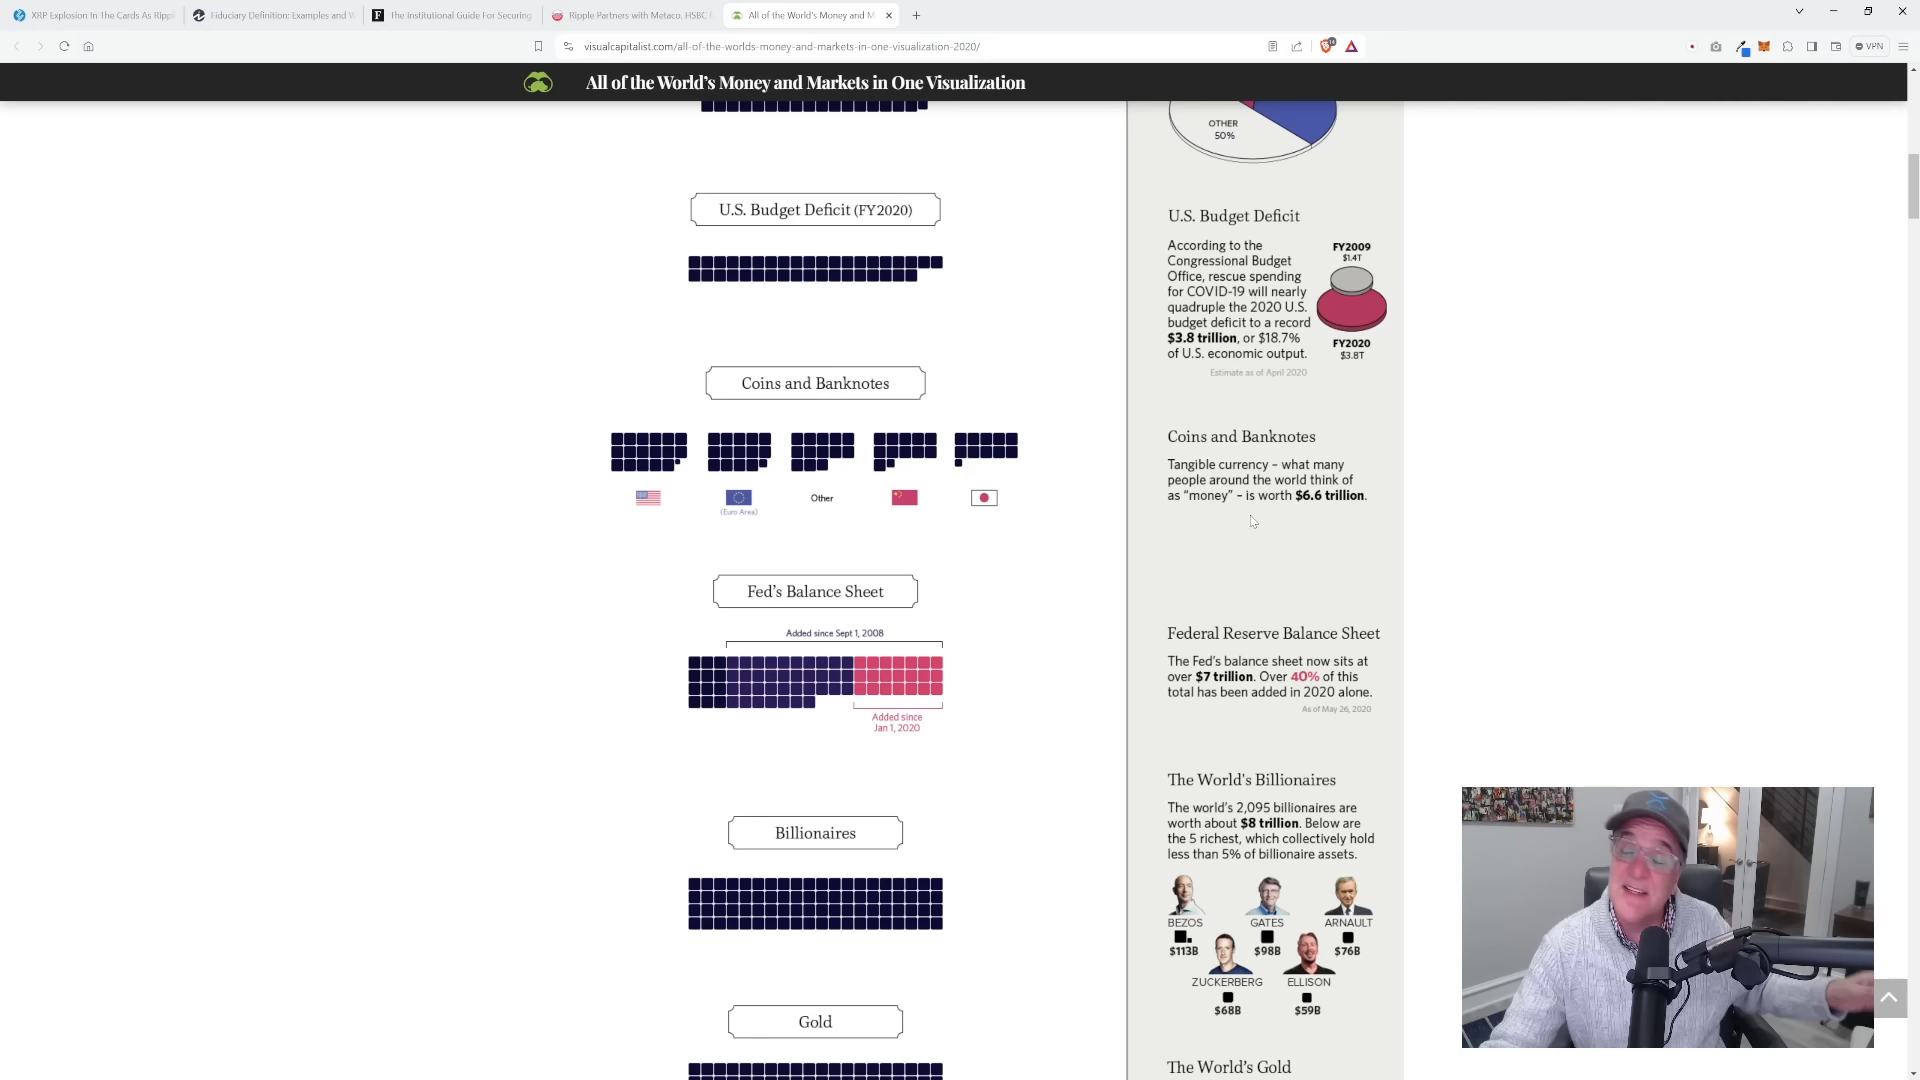 XRP Explosion In The Cards As Rippl
Fiduciary Definition: Examples and W
The Institutional Guide For Securing
Ripple Partners with Metaco, HSBC
All of the World's Money and M
visualcapitalist.com/all-of-the-worlds-money-and-markets-in-one-visualization-2020/
VPN
All of the World's Money and Markets in One Visualization
OTHER
50%
U.S. Budget Deficit (FY2020)
U.S. Budget Deficit
According to the
Congressional Budget
Office, rescue spending
for COVID-19 will nearly
quadruple the 2020 U.S.
budget deficit to a record
$3.8 trillion, or $18.7%
of U.S. economic output.
Estimate as of April 2020
FY2009
$1.4T
FY2020
$3.8T
Coins and Banknotes
(Euro Area)
Other
Coins and Banknotes
Tangible currency – what many
people around the world think of
as “money” – is worth $6.6 trillion.
Fed's Balance Sheet
Added since Sept 1, 2008
Added since
Jan 1, 2020
Federal Reserve Balance Sheet
The Fed's balance sheet now sits at
over $7 trillion. Over 40% of this
total has been added in 2020 alone.
As of May 26, 2020
Billionaires
The World's Billionaires
The world's 2,095 billionaires are
worth about $8 trillion. Below are
the 5 richest, which collectively hold
less than 5% of billionaire assets.
BEZOS
$113B
GATES
$98B
ARNAULT
$76B
ZUCKERBERG
$68B
ELLISON
$59B
Gold
The World's Gold